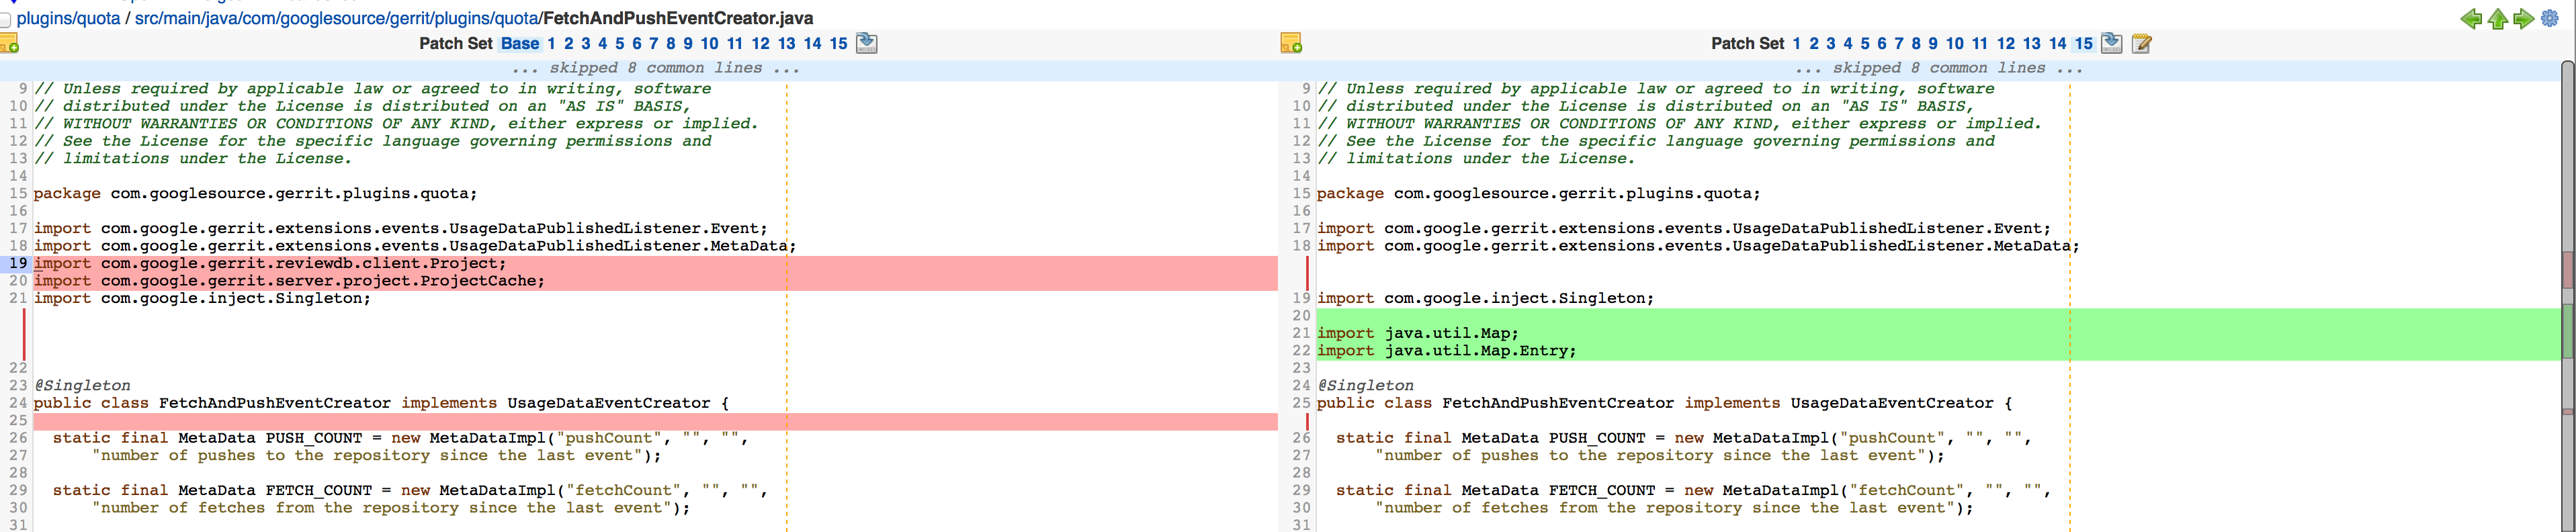 plugins/quota / src/main/java/com/googlesource/gerrit/plugins/quota/FetchAndPushEventCreator.java
Patch Set Base 1 2 3 4 5 6 7 8 9 10 11 12 13 14 15
... skipped 8 common lines ...
9 // Unless required by applicable law or agreed to in writing, software
10 // distributed under the License is distributed on an "AS IS" BASIS,
11 // WITHOUT WARRANTIES OR CONDITIONS OF ANY KIND, either express or implied.
12 // See the License for the specific language governing permissions and
13 // limitations under the License.
14
15 package com.googlesource.gerrit.plugins.quota;
16
17 import com.google.gerrit.extensions.events.UsageDataPublishedListener.Event;
18 import com.google.gerrit.extensions.events.UsageDataPublishedListener.MetaData;
19 import com.google.gerrit.reviewdb.client.Project;
20 import com.google.gerrit.server.project.ProjectCache;
21 import com.google.inject.Singleton;
22
23 @Singleton
24 public class FetchAndPushEventCreator implements UsageDataEventCreator {
25
26 static final MetaData PUSH_COUNT = new MetaDataImpl("pushCount", "", "",
27 "number of pushes to the repository since the last event");
28
29 static final MetaData FETCH_COUNT = new MetaDataImpl("fetchCount", "", "",
30 "number of fetches from the repository since the last event");
31
Patch Set 1 2 3 4 5 6 7 8 9 10 11 12 13 14 15
... skipped 8 common lines ...
9 // Unless required by applicable law or agreed to in writing, software
10 // distributed under the License is distributed on an "AS IS" BASIS,
11 // WITHOUT WARRANTIES OR CONDITIONS OF ANY KIND, either express or implied.
12 // See the License for the specific language governing permissions and
13 // limitations under the License.
14
15 package com.googlesource.gerrit.plugins.quota;
16
17 import com.google.gerrit.extensions.events.UsageDataPublishedListener.Event;
18 import com.google.gerrit.extensions.events.UsageDataPublishedListener.MetaData;
19 import com.google.inject.Singleton;
20
21 import java.util.Map;
22 import java.util.Map.Entry;
23
24 @Singleton
25 public class FetchAndPushEventCreator implements UsageDataEventCreator {
26 static final MetaData PUSH_COUNT = new MetaDataImpl("pushCount", "", "",
27 "number of pushes to the repository since the last event");
28
29 static final MetaData FETCH_COUNT = new MetaDataImpl("fetchCount", "", "",
30 "number of fetches from the repository since the last event");
31